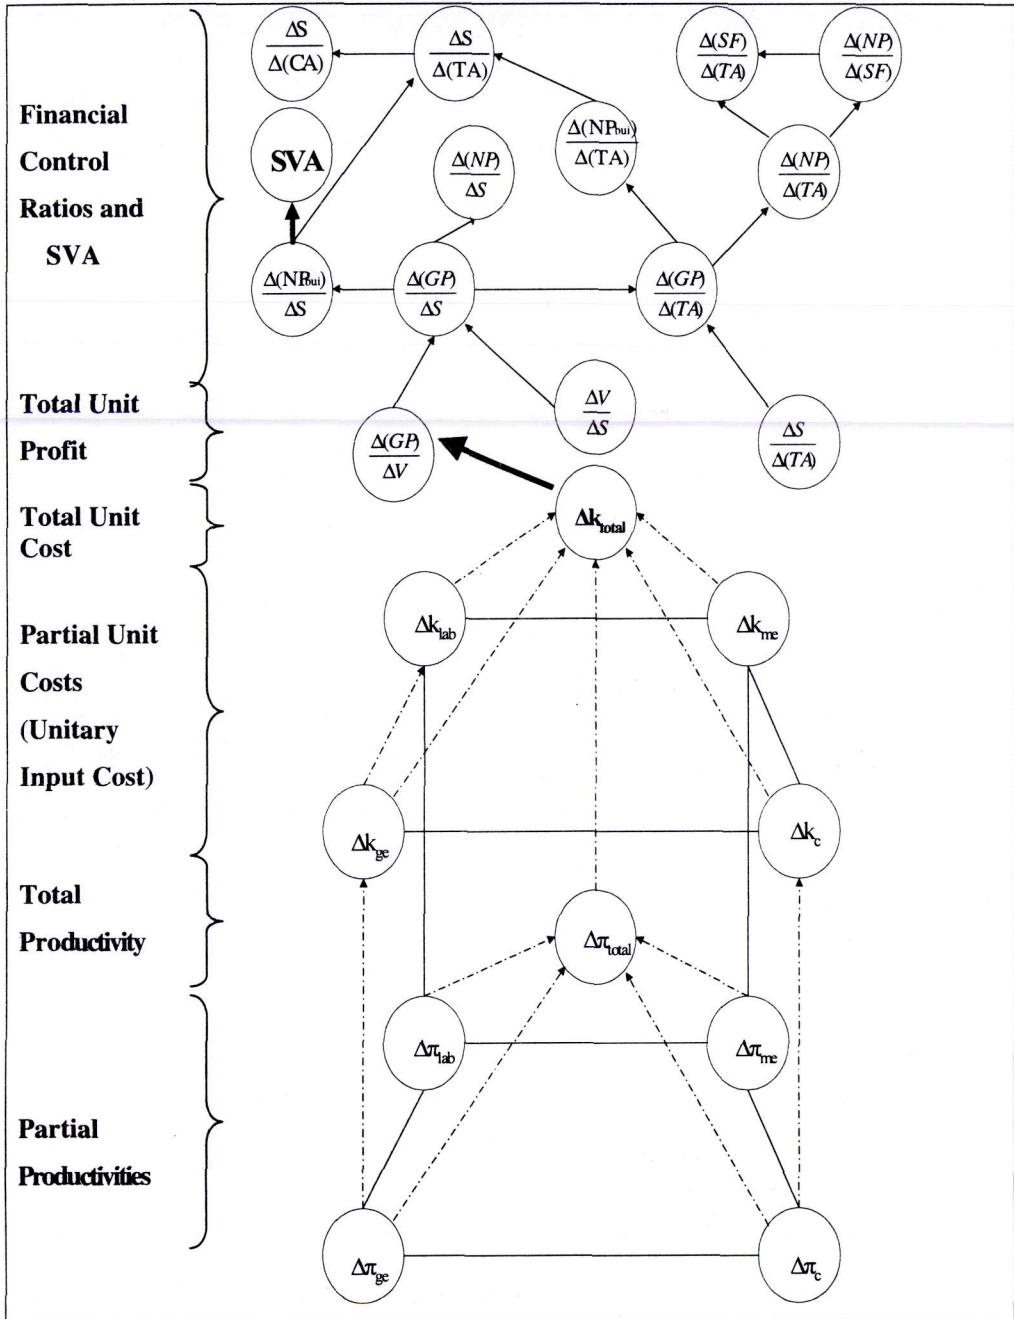 ΔS
Δ(CA)
ΔS
Δ(TA)
Δ(SF)
Δ(TA)
Δ(NP)
Δ(SF)
Financial
Control
Ratios and
SVA
SVA
Δ(NP)
ΔS
Δ(NPbui)
Δ(TA)
Δ(NP)
Δ(TA)
Δ(NPbui)
ΔS
Δ(GP)
ΔS
Δ(GP)
Δ(TA)
Total Unit
Profit
Δ(GP)
ΔV
ΔV
ΔS
ΔS
Δ(TA)
Total Unit
Cost
Δktotal
Partial Unit
Costs
(Unitary
Input Cost)
Δklab
Δkme
Δkge
Δkc
Total
Productivity
Δπtotal
Δπlab
Δπme
Partial
Productivities
Δπge
Δπc